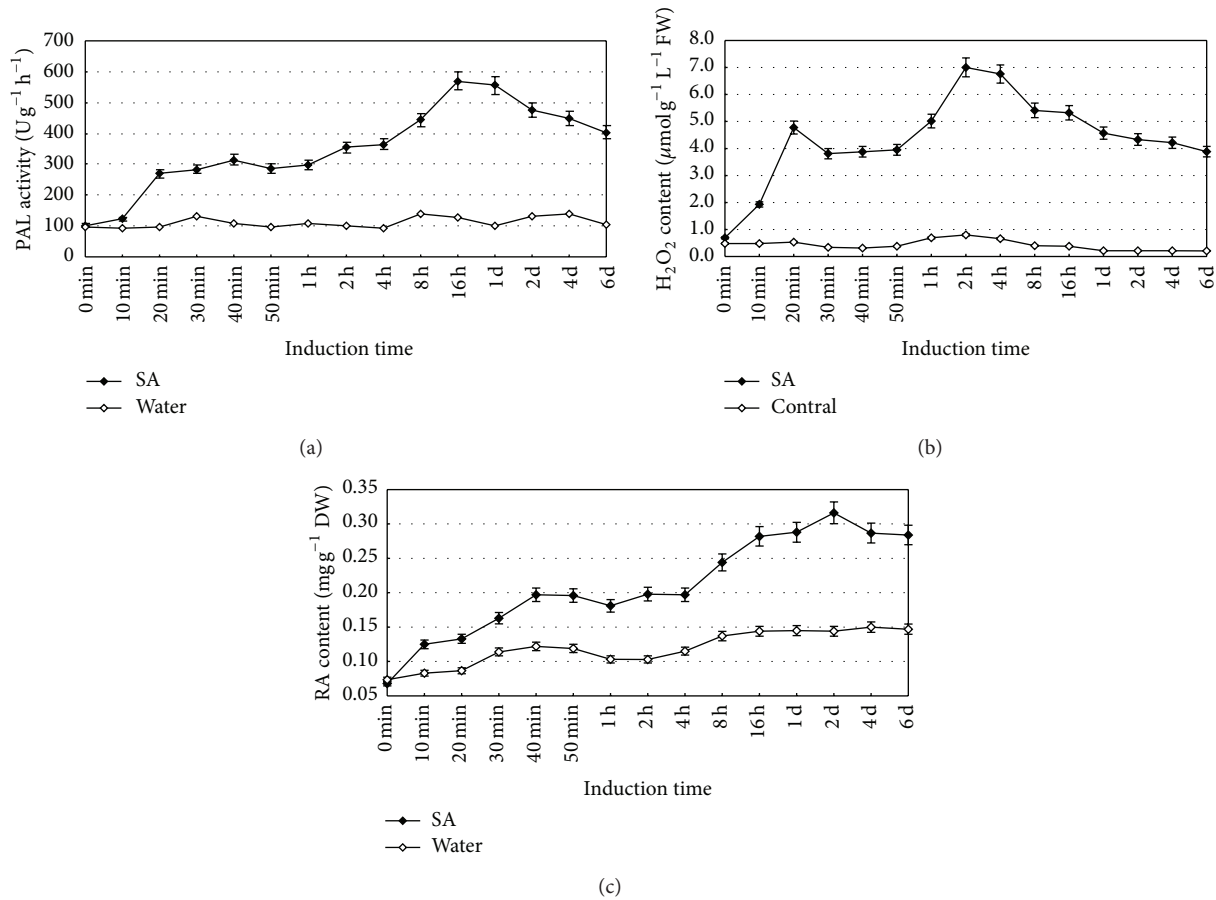 PAL activity (U g⁻¹ h⁻¹)
700
600
500
400
300
200
100
0
0 min
10 min
20 min
30 min
40 min
50 min
1 h
2 h
4 h
8 h
16 h
1 d
2 d
4 d
6 d
Induction time
SA
Water
(a)
H₂O₂ content (μmolg⁻¹ L⁻¹ FW)
8.0
7.0
6.0
5.0
4.0
3.0
2.0
1.0
0.0
0 min
10 min
20 min
30 min
40 min
50 min
1 h
2 h
4 h
8 h
16 h
1 d
2 d
4 d
6 d
Induction time
SA
Contral
(b)
RA content (mg g⁻¹ DW)
0.35
0.30
0.25
0.20
0.15
0.10
0.05
0 min
10 min
20 min
30 min
40 min
50 min
1 h
2 h
4 h
8 h
16 h
1 d
2 d
4 d
6 d
Induction time
SA
Water
(c)